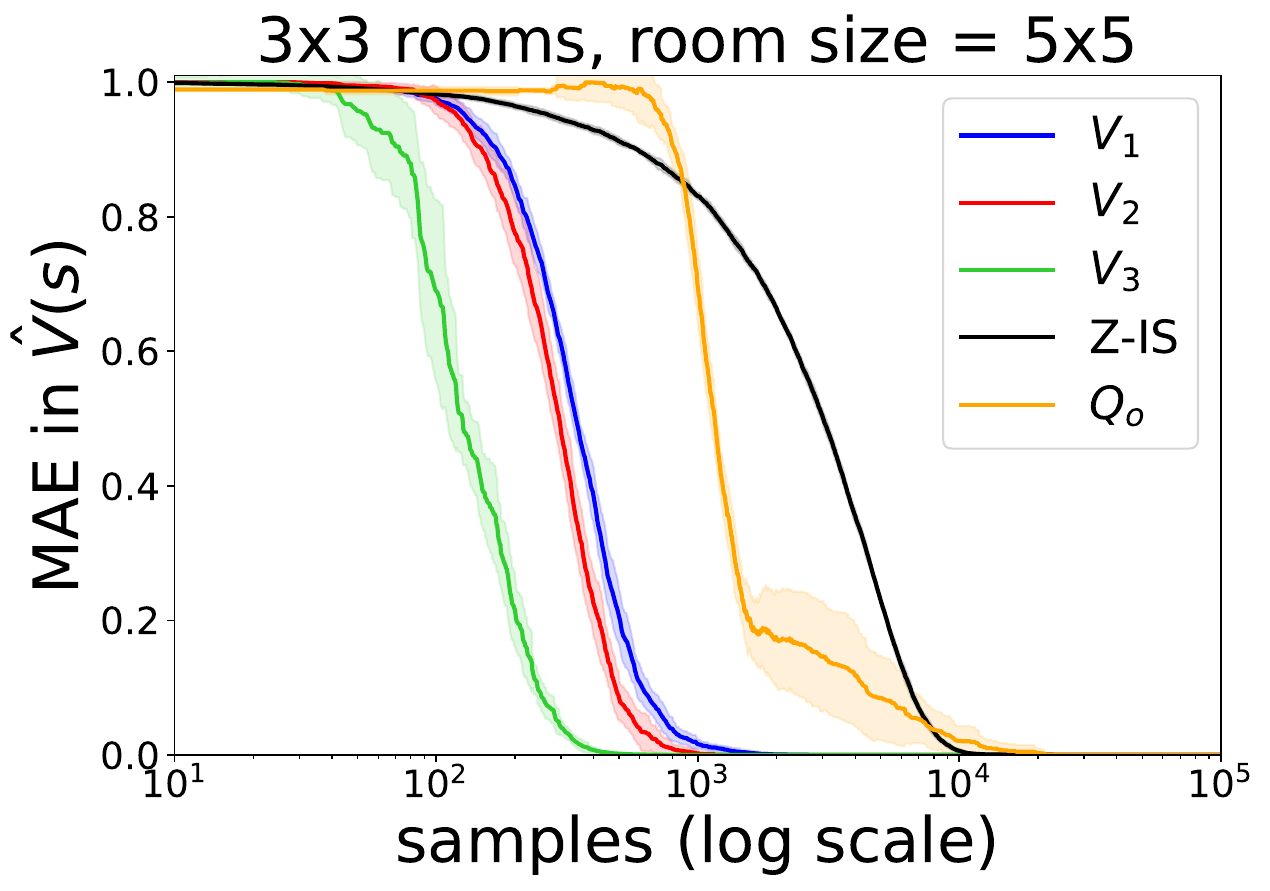 3x3 rooms, room size = 5x5
MAE in V̂(s)
1.0
0.8
0.6
0.4
0.2
0.0
10¹ 10² 10³ 10⁴ 10⁵
samples (log scale)
V₁
V₂
V₃
Z-IS
Qₒ